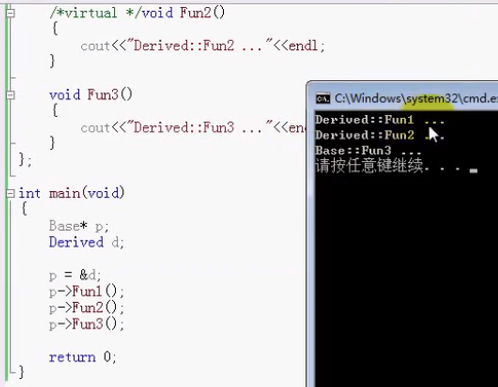 /*virtual */void Fun2()
{
cout<<"Derived::Fun2 ..."<<endl;
}
void Fun3()
{
cout<<"Derived::Fun3 ..."<<en
}
};
int main(void)
{
Base* p;
Derived d;
p = &d;
p->Fun1();
p->Fun2();
p->Fun3();
return 0;
}
C:\Windows\system32\cmd.ex
Derived::Fun1 ...
Derived::Fun2 ...
Base::Fun3 ...
请按任意键继续. . .